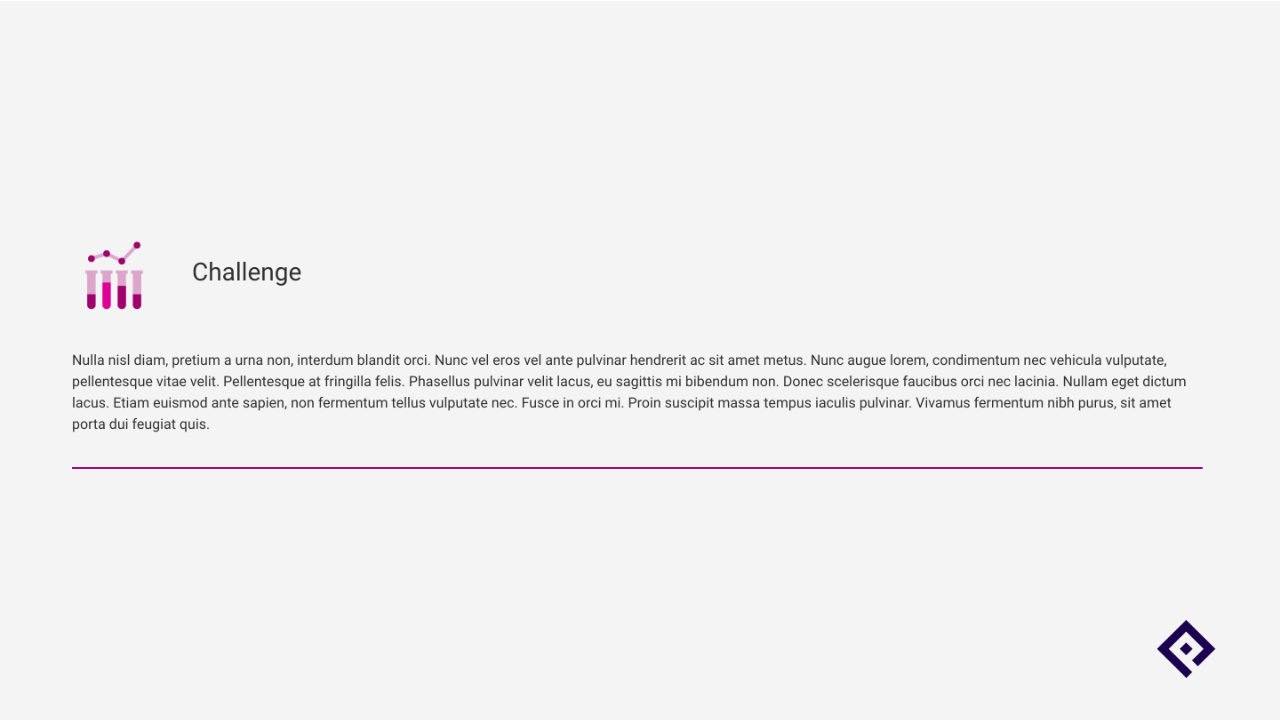 Challenge
Nulla nisl diam, pretium a urna non, interdum blandit orci. Nunc vel eros vel ante pulvinar hendrerit ac sit amet metus. Nunc augue lorem, condimentum nec vehicula vulputate,
pellentesque vitae velit. Pellentesque at fringilla felis. Phasellus pulvinar velit lacus, eu sagittis mi bibendum non. Donec scelerisque faucibus orci nec lacinia. Nullam eget dictum
lacus. Etiam euismod ante sapien, non fermentum tellus vulputate nec. Fusce in orci mi. Proin suscipit massa tempus iaculis pulvinar. Vivamus fermentum nibh purus, sit amet
porta dui feugiat quis.